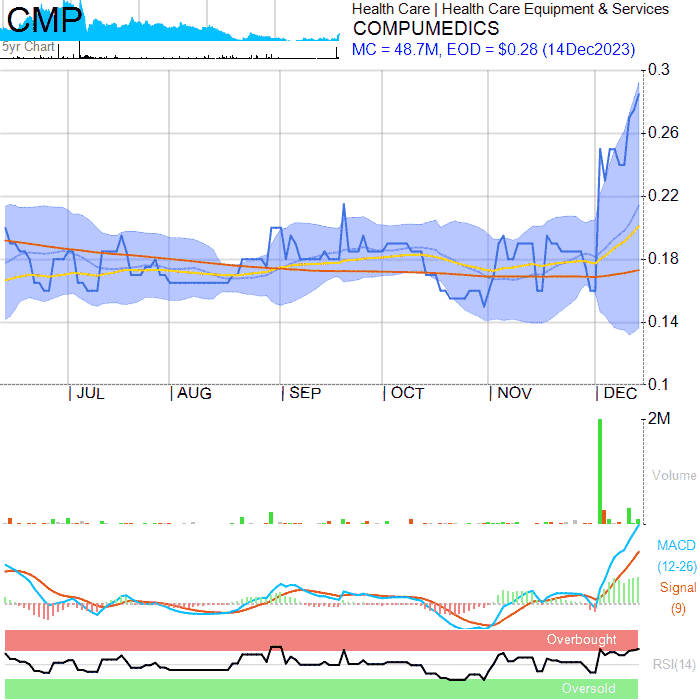 CMP
5yr Chart
Health Care | Health Care Equipment & Services
COMPUMEDICS
MC = 48.7M, EOD = $0.28 (14Dec2023)
0.3
0.26
0.22
0.18
0.14
0.1
JUL
AUG
SEP
OCT
NOV
DEC
2M
Volume
MACD
(12-26)
Signal
(9)
Overbought
RSI(14)
Oversold